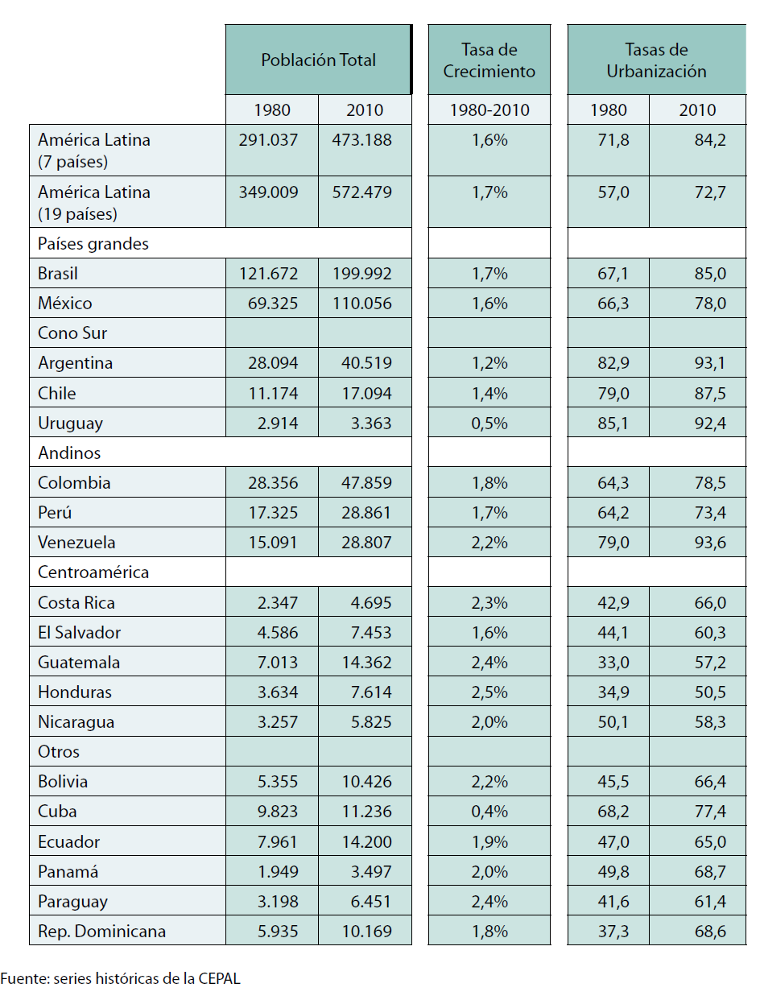 Población Total Tasa de Crecimiento Tasas de Urbanización
1980 2010 1980-2010 1980 2010
América Latina (7 países) 291.037 473.188 1,6% 71,8 84,2
América Latina (19 países) 349.009 572.479 1,7% 57,0 72,7
Países grandes
Brasil 121.672 199.992 1,7% 67,1 85,0
México 69.325 110.056 1,6% 66,3 78,0
Cono Sur
Argentina 28.094 40.519 1,2% 82,9 93,1
Chile 11.174 17.094 1,4% 79,0 87,5
Uruguay 2.914 3.363 0,5% 85,1 92,4
Andinos
Colombia 28.356 47.859 1,8% 64,3 78,5
Perú 17.325 28.861 1,7% 64,2 73,4
Venezuela 15.091 28.807 2,2% 79,0 93,6
Centroamérica
Costa Rica 2.347 4.695 2,3% 42,9 66,0
El Salvador 4.586 7.453 1,6% 44,1 60,3
Guatemala 7.013 14.362 2,4% 33,0 57,2
Honduras 3.634 7.614 2,5% 34,9 50,5
Nicaragua 3.257 5.825 2,0% 50,1 58,3
Otros
Bolivia 5.355 10.426 2,2% 45,5 66,4
Cuba 9.823 11.236 0,4% 68,2 77,4
Ecuador 7.961 14.200 1,9% 47,0 65,0
Panamá 1.949 3.497 2,0% 49,8 68,7
Paraguay 3.198 6.451 2,4% 41,6 61,4
Rep. Dominicana 5.935 10.169 1,8% 37,3 68,6
Fuente: series históricas de la CEPAL